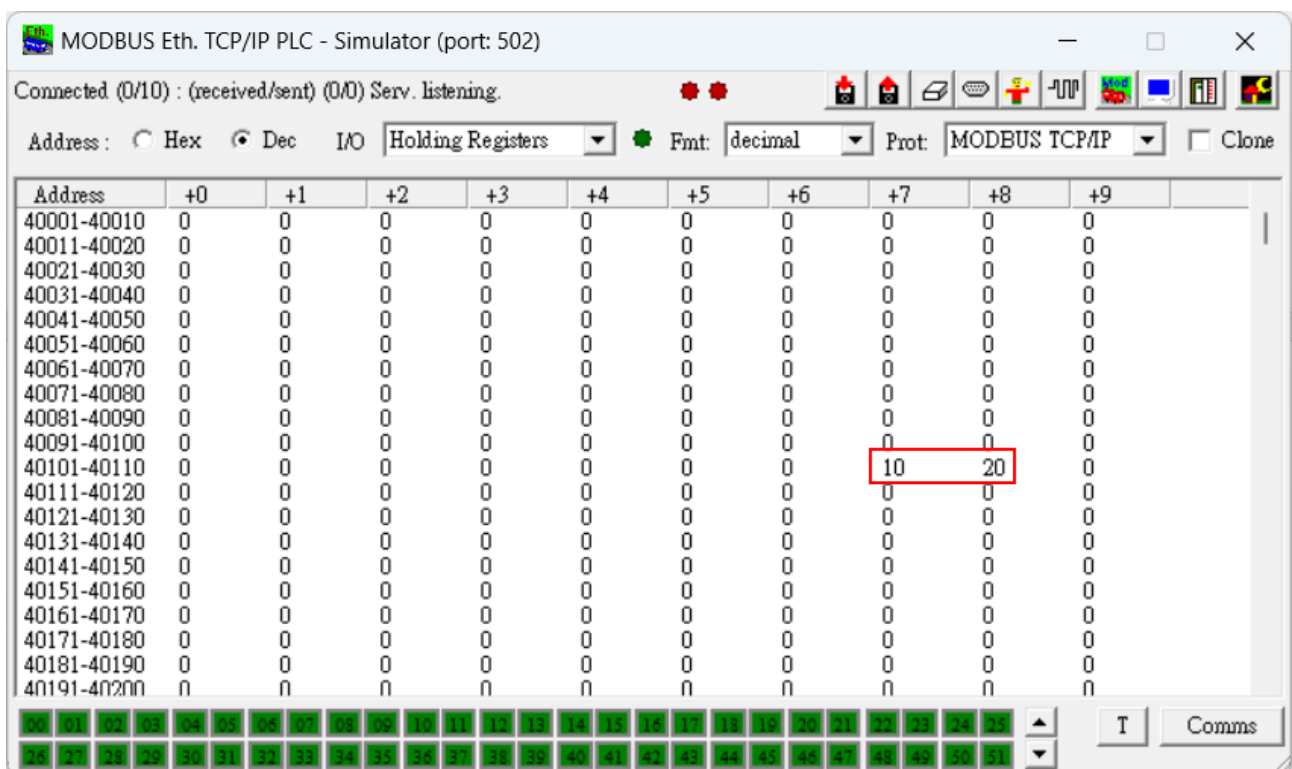 MODBUS Eth. TCP/IP PLC - Simulator (port: 502)
Connected (0/10) : (received/sent) (0/0) Serv. listening.
Address : Hex Dec I/O Holding Registers Fmt: decimal Prot: MODBUS TCP/IP Clone
Address +0 +1 +2 +3 +4 +5 +6 +7 +8 +9
40001-40010 0 0 0 0 0 0 0 0 0 0
40011-40020 0 0 0 0 0 0 0 0 0 0
40021-40030 0 0 0 0 0 0 0 0 0 0
40031-40040 0 0 0 0 0 0 0 0 0 0
40041-40050 0 0 0 0 0 0 0 0 0 0
40051-40060 0 0 0 0 0 0 0 0 0 0
40061-40070 0 0 0 0 0 0 0 0 0 0
40071-40080 0 0 0 0 0 0 0 0 0 0
40081-40090 0 0 0 0 0 0 0 0 0 0
40091-40100 0 0 0 0 0 0 0 0 0 0
40101-40110 0 0 0 0 0 0 0 10 20 0
40111-40120 0 0 0 0 0 0 0 0 0 0
40121-40130 0 0 0 0 0 0 0 0 0 0
40131-40140 0 0 0 0 0 0 0 0 0 0
40141-40150 0 0 0 0 0 0 0 0 0 0
40151-40160 0 0 0 0 0 0 0 0 0 0
40161-40170 0 0 0 0 0 0 0 0 0 0
40171-40180 0 0 0 0 0 0 0 0 0 0
40181-40190 0 0 0 0 0 0 0 0 0 0
40191-40200 0 0 0 0 0 0 0 0 0 0
00 01 02 03 04 05 06 07 08 09 10 11 12 13 14 15 16 17 18 19 20 21 22 23 24 25 T Comms
26 27 28 29 30 31 32 33 34 35 36 37 38 39 40 41 42 43 44 45 46 47 48 49 50 51